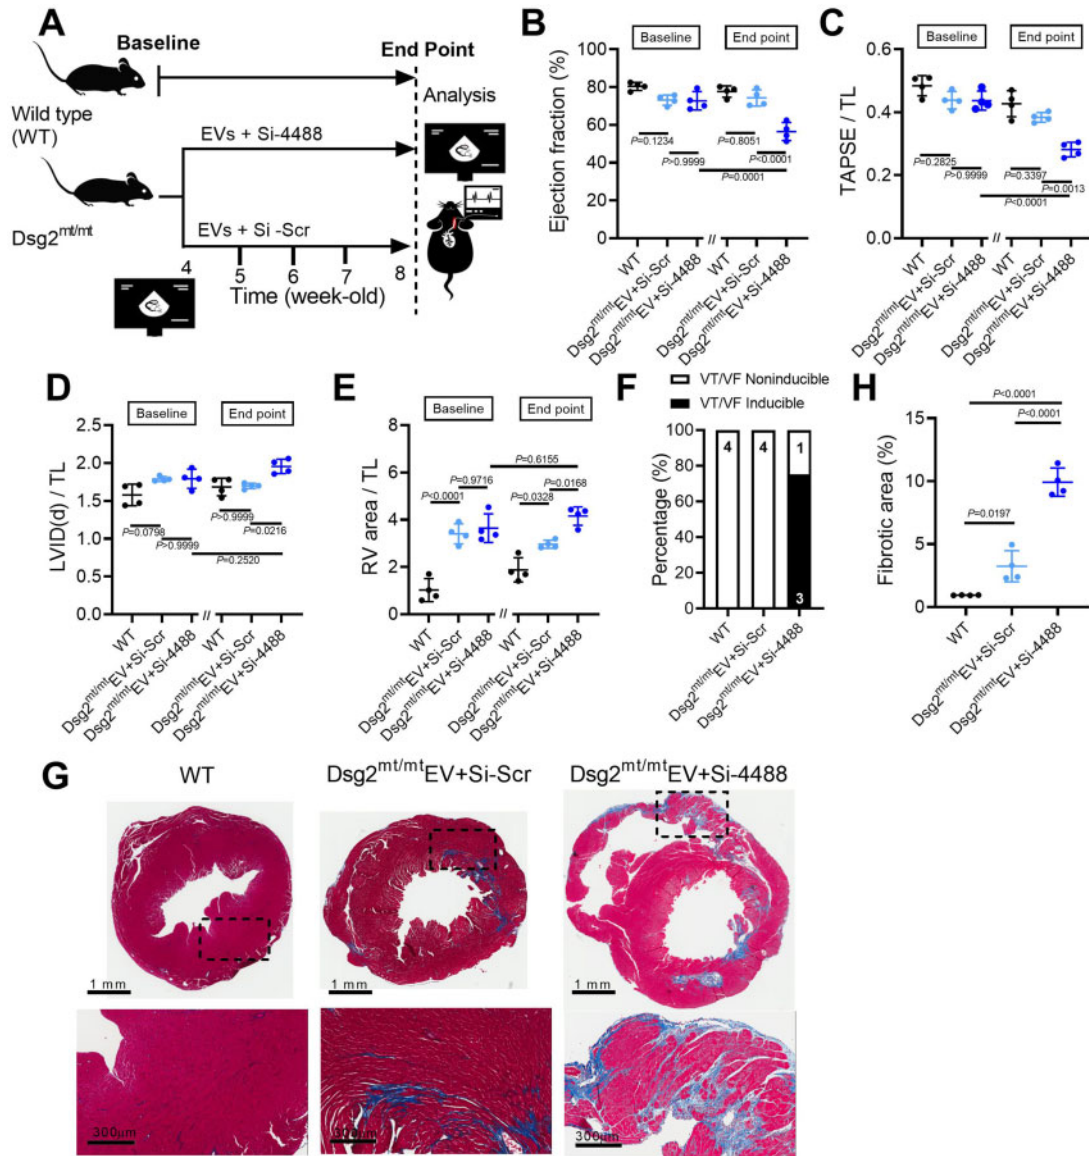 A
Baseline
End Point
Analysis
Wild type
(WT)
EVs + Si-4488
Dsg2mt/mt
EVs + Si -Scr
4 5 6 7 8
Time (week-old)
B
Baseline End point
Ejection fraction (%)
100
80
60
40
20
0
P=0.1234 P=0.8051
P>0.9999 P<0.0001
P=0.0001
//
WT
Dsg2mt/mtEV+Si-Scr
Dsg2mt/mtEV+Si-4488
WT
Dsg2mt/mtEV+Si-Scr
Dsg2mt/mtEV+Si-4488
C
Baseline End point
TAPSE / TL
0.6
0.4
0.2
0.0
P=0.2825 P=0.3397
P>0.9999 P=0.0013
P<0.0001
//
WT
Dsg2mt/mtEV+Si-Scr
Dsg2mt/mtEV+Si-4488
WT
Dsg2mt/mtEV+Si-Scr
Dsg2mt/mtEV+Si-4488
D
Baseline End point
LVID(d) / TL
2.5
2.0
1.5
1.0
0.5
0.0
P=0.0798 P>0.9999
P>0.9999 P=0.0216
P=0.2520
//
WT
Dsg2mt/mtEV+Si-Scr
Dsg2mt/mtEV+Si-4488
WT
Dsg2mt/mtEV+Si-Scr
Dsg2mt/mtEV+Si-4488
E
Baseline End point
RV area / TL
8
6
4
2
0
P=0.6155
P=0.9716 P=0.0168
P<0.0001 P=0.0328
//
WT
Dsg2mt/mtEV+Si-Scr
Dsg2mt/mtEV+Si-4488
WT
Dsg2mt/mtEV+Si-Scr
Dsg2mt/mtEV+Si-4488
F
VT/VF Noninducible
VT/VF Inducible
Percentage (%)
100
80
60
40
20
0
4 4 1
3
WT
Dsg2mt/mtEV+Si-Scr
Dsg2mt/mtEV+Si-4488
H
Fibrotic area (%)
15
10
5
0
P<0.0001
P<0.0001
P=0.0197
WT
Dsg2mt/mtEV+Si-Scr
Dsg2mt/mtEV+Si-4488
G
WT Dsg2mt/mtEV+Si-Scr Dsg2mt/mtEV+Si-4488
1 mm 1 mm 1 mm
300μm 300μm 300μm